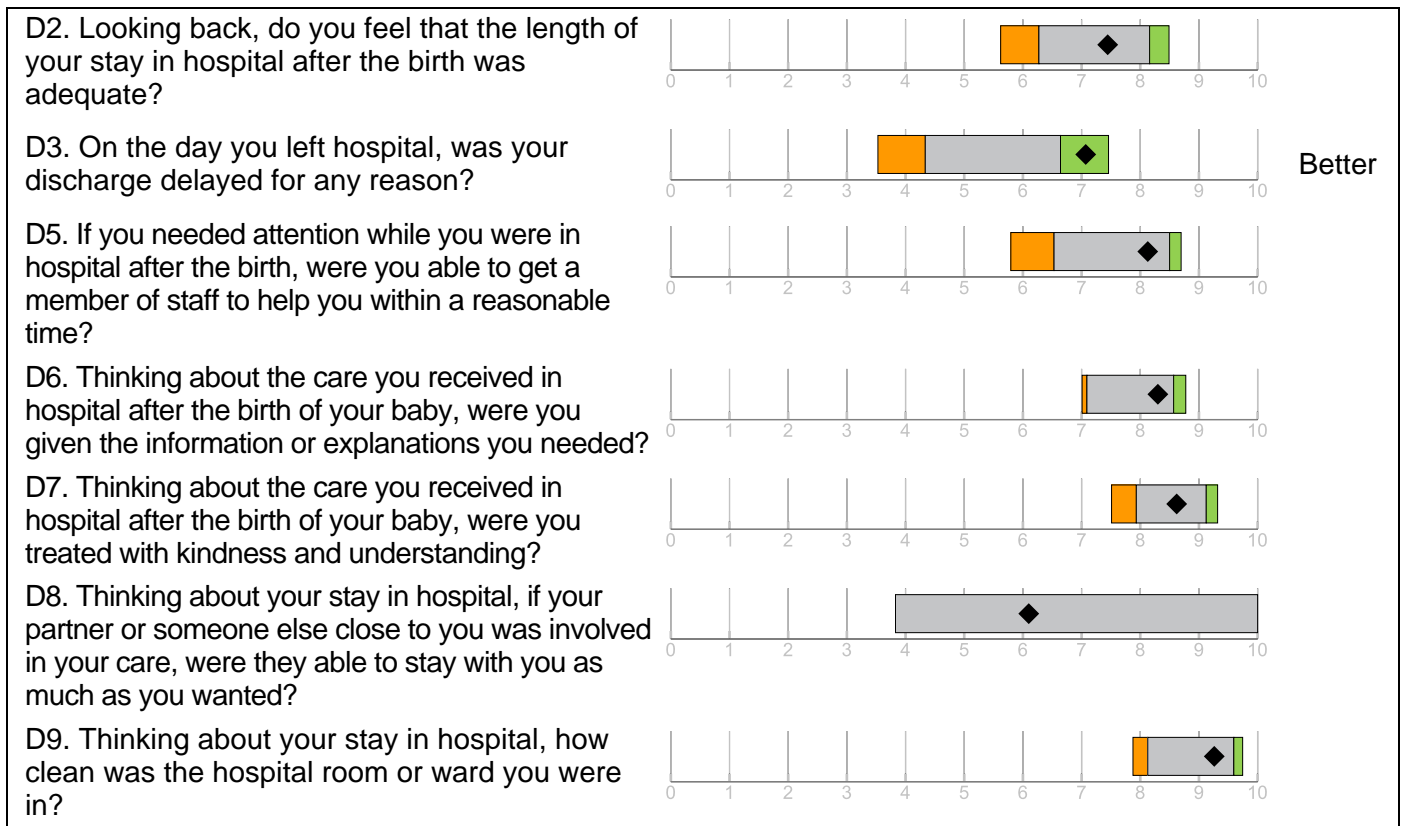 D2. Looking back, do you feel that the length of
your stay in hospital after the birth was
adequate?
0 1 2 3 4 5 6 7 8 9 10
D3. On the day you left hospital, was your
discharge delayed for any reason?
Better
0 1 2 3 4 5 6 7 8 9 10
D5. If you needed attention while you were in
hospital after the birth, were you able to get a
member of staff to help you within a reasonable
time?
0 1 2 3 4 5 6 7 8 9 10
D6. Thinking about the care you received in
hospital after the birth of your baby, were you
given the information or explanations you needed?
0 1 2 3 4 5 6 7 8 9 10
D7. Thinking about the care you received in
hospital after the birth of your baby, were you
treated with kindness and understanding?
0 1 2 3 4 5 6 7 8 9 10
D8. Thinking about your stay in hospital, if your
partner or someone else close to you was involved
in your care, were they able to stay with you as
much as you wanted?
0 1 2 3 4 5 6 7 8 9 10
D9. Thinking about your stay in hospital, how
clean was the hospital room or ward you were
in?
0 1 2 3 4 5 6 7 8 9 10